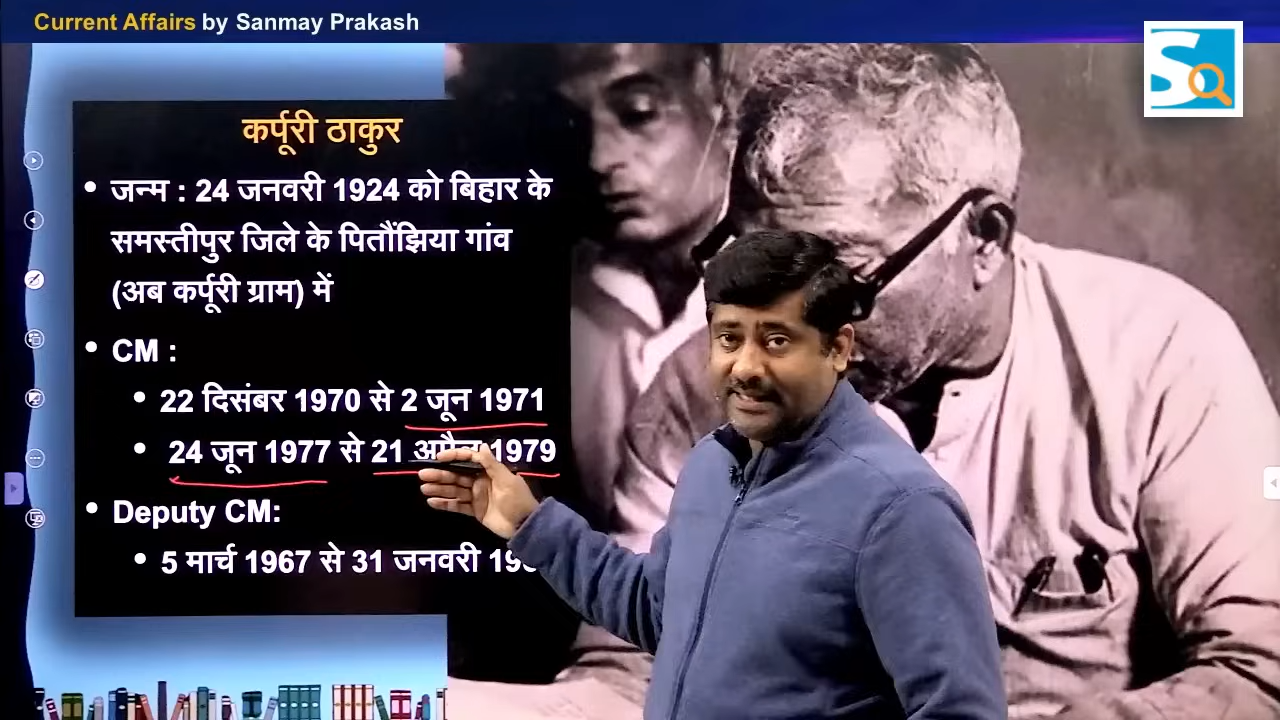 Current Affairs by Sanmay Prakash
S
कर्पूरी ठाकुर
• जन्म : 24 जनवरी 1924 को बिहार के
समस्तीपुर जिले के पितौंझिया गांव
(अब कर्पूरी ग्राम) में
• CM :
• 22 दिसंबर 1970 से 2 जून 1971
• 24 जून 1977 से 21 1979
• Deputy CM:
• 5 मार्च 1967 से 31 जनवरी